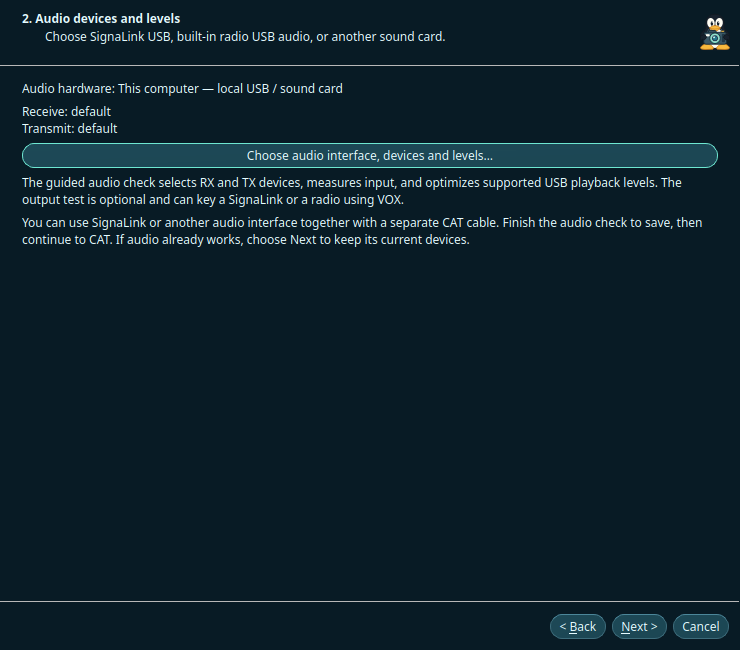 2. Audio devices and levels
Choose SignaLink USB, built-in radio USB audio, or another sound card.
Audio hardware: This computer — local USB / sound card
Receive: default
Transmit: default
Choose audio interface, devices and levels...
The guided audio check selects RX and TX devices, measures input, and optimizes supported USB playback levels. The
output test is optional and can key a SignaLink or a radio using VOX.
You can use SignaLink or another audio interface together with a separate CAT cable. Finish the audio check to save, then
continue to CAT. If audio already works, choose Next to keep its current devices.
< Back
Next >
Cancel